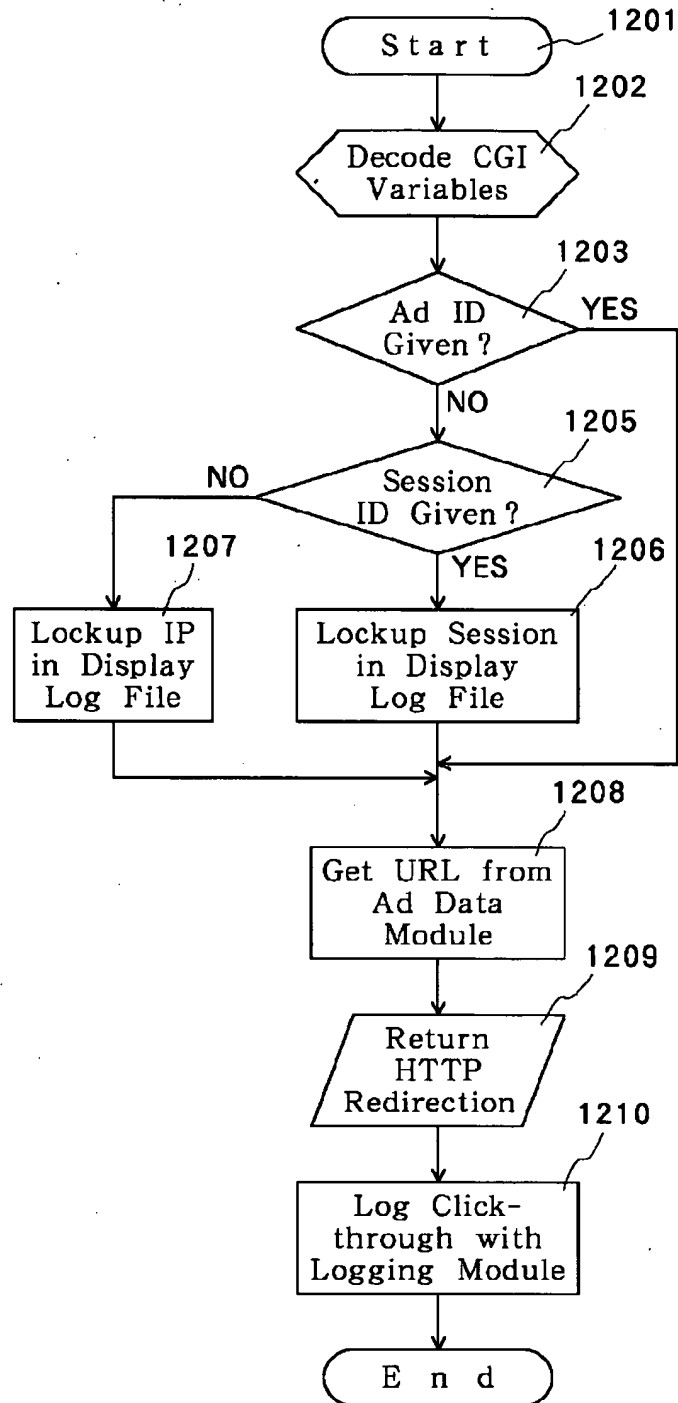 1201
Start
1202
Decode CGI
Variables
1203
Ad ID
Given?
YES
NO
1205
Session
ID Given?
NO
YES
1207
1206
Lockup IP
in Display
Log File
Lockup Session
in Display
Log File
1208
Get URL from
Ad Data
Module
1209
Return
HTTP
Redirection
1210
Log Click-
through with
Logging Module
End